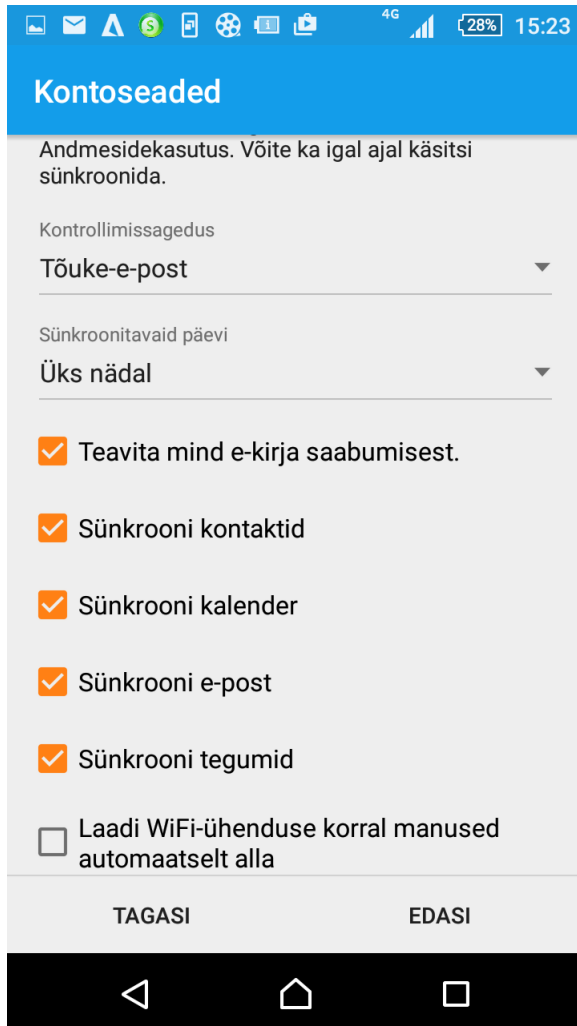 4G 28% 15:23
Kontoseaded
Andmesidekasutus. Võite ka igal ajal käsitsi
sünkroonida.
Kontrollimissagedus
Tõuke-e-post
Sünkroonitavaid päevi
Üks nädal
Teavita mind e-kirja saabumisest.
Sünkrooni kontaktid
Sünkrooni kalender
Sünkrooni e-post
Sünkrooni tegumid
Laadi WiFi-ühenduse korral manused
automaatselt alla
TAGASI EDASI